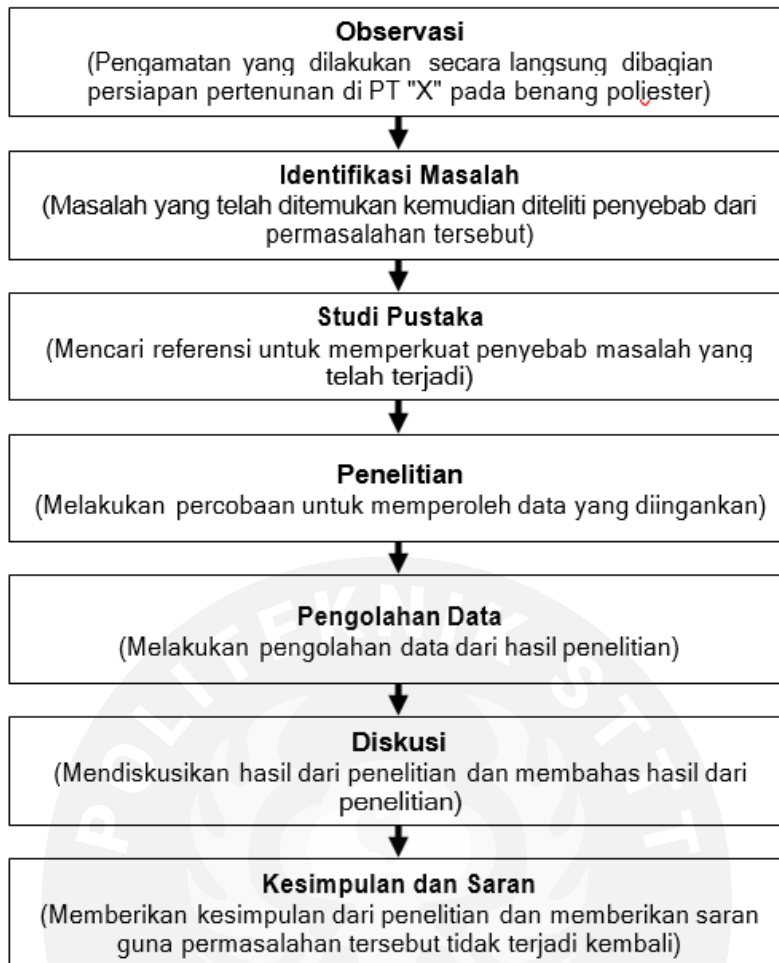 Observasi
(Pengamatan yang dilakukan secara langsung dibagian
persiapan pertenunan di PT "X" pada benang poliester)
Identifikasi Masalah
(Masalah yang telah ditemukan kemudian diteliti penyebab dari
permasalahan tersebut)
Studi Pustaka
(Mencari referensi untuk memperkuat penyebab masalah yang
telah terjadi)
Penelitian
(Melakukan percobaan untuk memperoleh data yang diingankan)
Pengolahan Data
(Melakukan pengolahan data dari hasil penelitian)
Diskusi
(Mendiskusikan hasil dari penelitian dan membahas hasil dari
penelitian)
Kesimpulan dan Saran
(Memberikan kesimpulan dari penelitian dan memberikan saran
guna permasalahan tersebut tidak terjadi kembali)
POLITEKNIK STTT